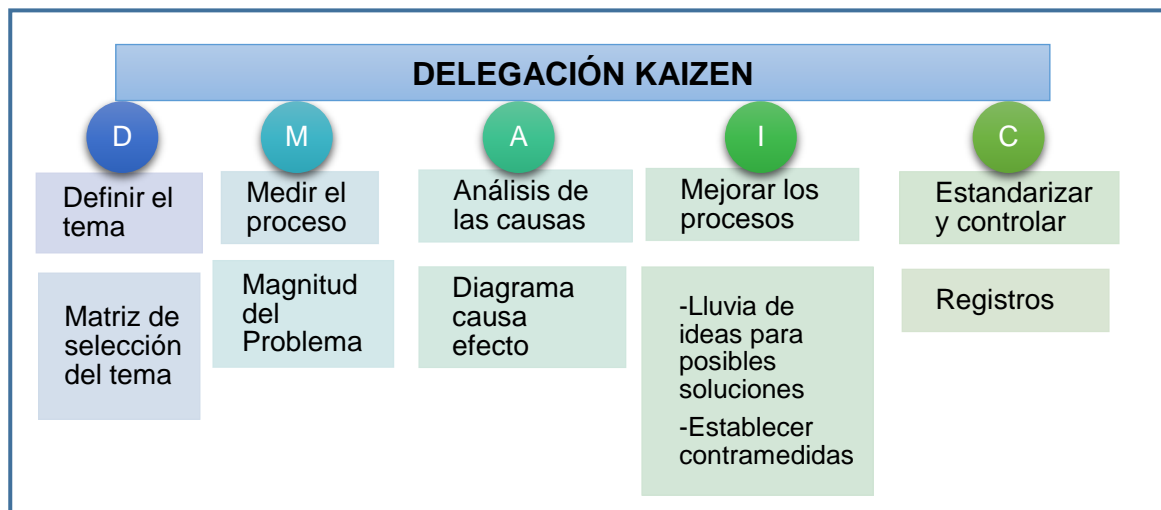 DELEGACIÓN KAIZEN
D
M
A
I
C
Definir el
tema
Medir el
proceso
Análisis de
las causas
Mejorar los
procesos
Estandarizar
y controlar
Matriz de
selección
del tema
Magnitud
del
Problema
Diagrama
causa
efecto
-Lluvia de
ideas para
posibles
soluciones
-Establecer
contramedidas
Registros